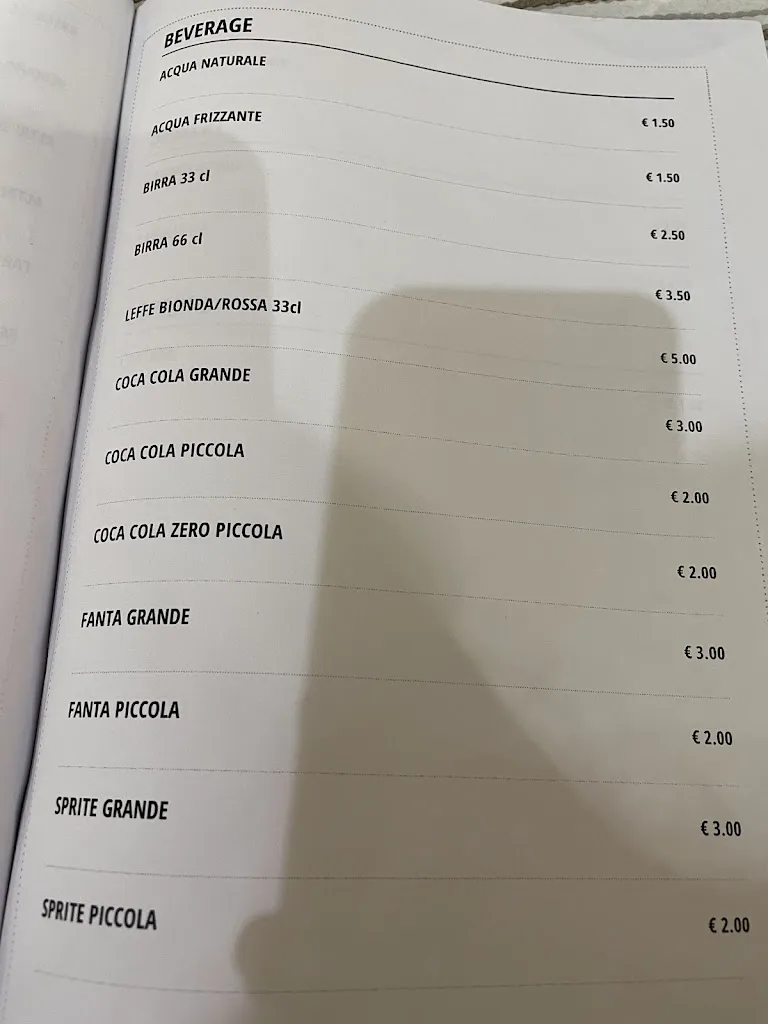 BEVERAGE
ACQUA NATURALE € 1.50
ACQUA FRIZZANTE € 1.50
BIRRA 33 cl € 2.50
BIRRA 66 cl € 3.50
LEFFE BIONDA/ROSSA 33cl € 5.00
COCA COLA GRANDE € 3.00
COCA COLA PICCOLA € 2.00
COCA COLA ZERO PICCOLA € 2.00
FANTA GRANDE € 3.00
FANTA PICCOLA € 2.00
SPRITE GRANDE € 3.00
SPRITE PICCOLA € 2.00